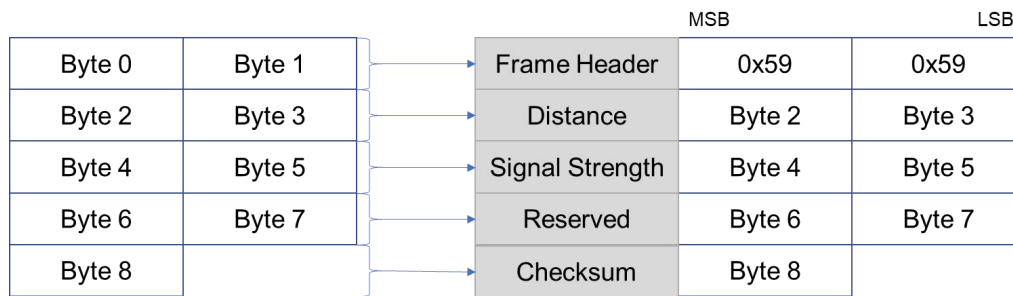 MSB LSB
Byte 0 Byte 1 Frame Header 0x59 0x59
Byte 2 Byte 3 Distance Byte 2 Byte 3
Byte 4 Byte 5 Signal Strength Byte 4 Byte 5
Byte 6 Byte 7 Reserved Byte 6 Byte 7
Byte 8 Checksum Byte 8